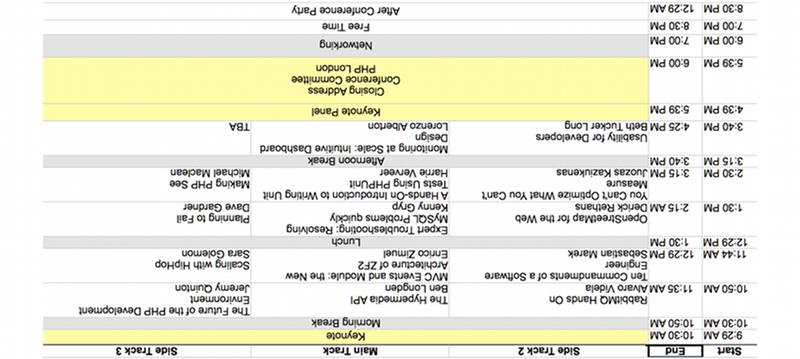 Start End Side Track 2 Main Track Side Track 3
9:29 AM 10:30 AM Keynote
10:30 AM 10:50 AM Morning Break
10:50 AM 11:35 AM
RabbitMQ Hands On
Alvaro Videla
The Hypermedia API
Ben Longden
The Future of the PHP Development
Environment
Jeremy Quinton
11:44 AM 12:29 PM
Ten Commandments of a Software
Engineer
Sebastian Marek
MVC Events and Module: the New
Architecture of ZF2
Enrico Zimuel
Scaling with HipHop
Sara Golemon
12:29 PM 1:30 PM Lunch
1:30 PM 2:15 AM
OpenStreetMap for the Web
Derick Rethans
Expert Troubleshooting: Resolving
MySQL Problems quickly
Kenny Gryp
Planning to Fail
Dave Gardner
2:30 PM 3:15 PM
You Can't Optimize What You Can't
Measure
Juozas Kaziukenas
A Hands-On Introduction to Writing Unit
Tests Using PHPUnit
Harrie Verveer
Making PHP See
Michael Maclean
3:15 PM 3:40 PM Afternoon Break
3:40 PM 4:25 PM
Usability for Developers
Beth Tucker Long
Monitoring at Scale: Intuitive Dashboard
Design
Lorenzo Alberton
TBA
4:39 PM 5:39 PM Keynote Panel
5:39 PM 6:00 PM
Closing Address
Conference Committee
PHP London
6:00 PM 7:00 PM Networking
7:00 PM 8:30 PM Free Time
8:30 PM 12:29 AM After Conference Party